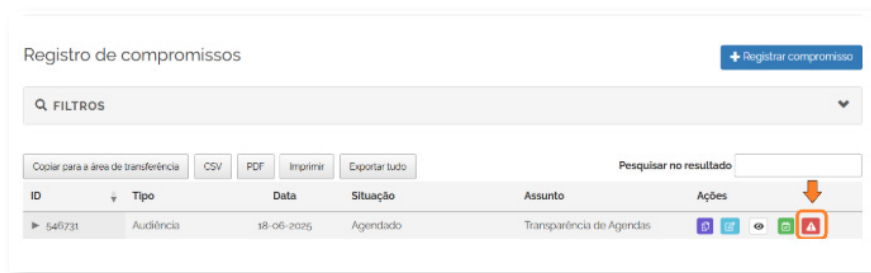 Registro de compromissos
Registrar compromisso
FILTROS
Copiar para a área de transferência CSV PDF Imprimir Exportar tudo Pesquisar no resultado
ID Tipo Data Situação Assunto Ações
546731 Audiência 18-06-2025 Agendado Transparência de Agendas